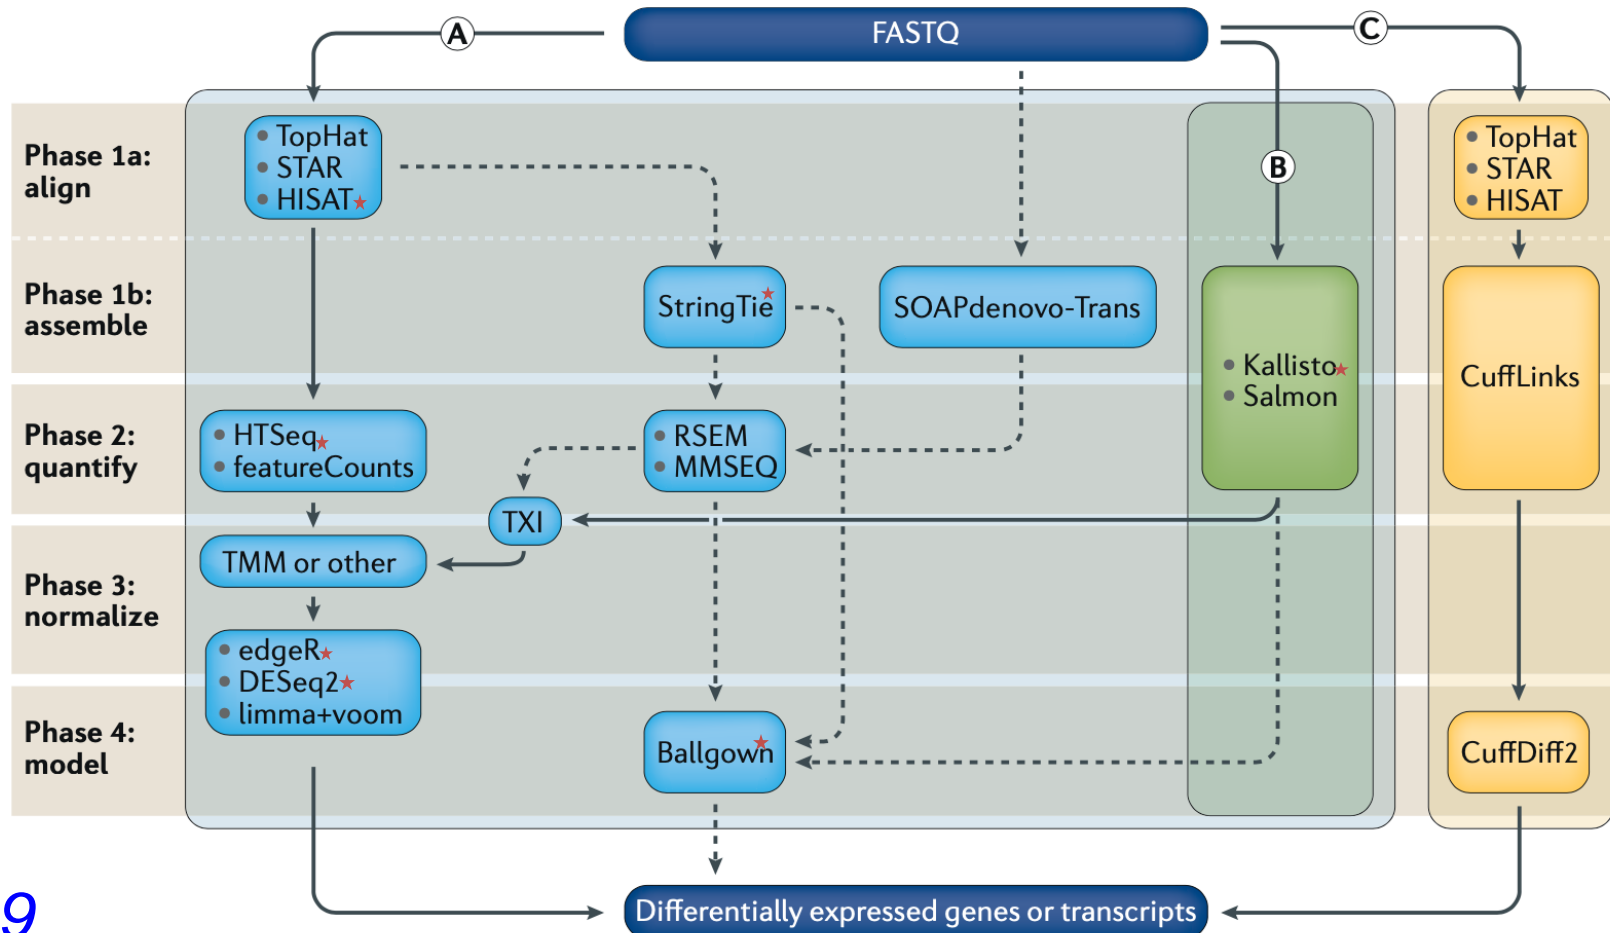 FASTQ
A
C
Phase 1a:
align
TopHat
STAR
HISAT
B
TopHat
STAR
HISAT
Phase 1b:
assemble
StringTie
SOAPdenovo-Trans
Kallisto
Salmon
CuffLinks
Phase 2:
quantify
HTSeq
featureCounts
RSEM
MMSEQ
TXI
Phase 3:
normalize
TMM or other
edgeR
DESeq2
limma+voom
Phase 4:
model
Ballgown
CuffDiff2
Differentially expressed genes or transcripts
9